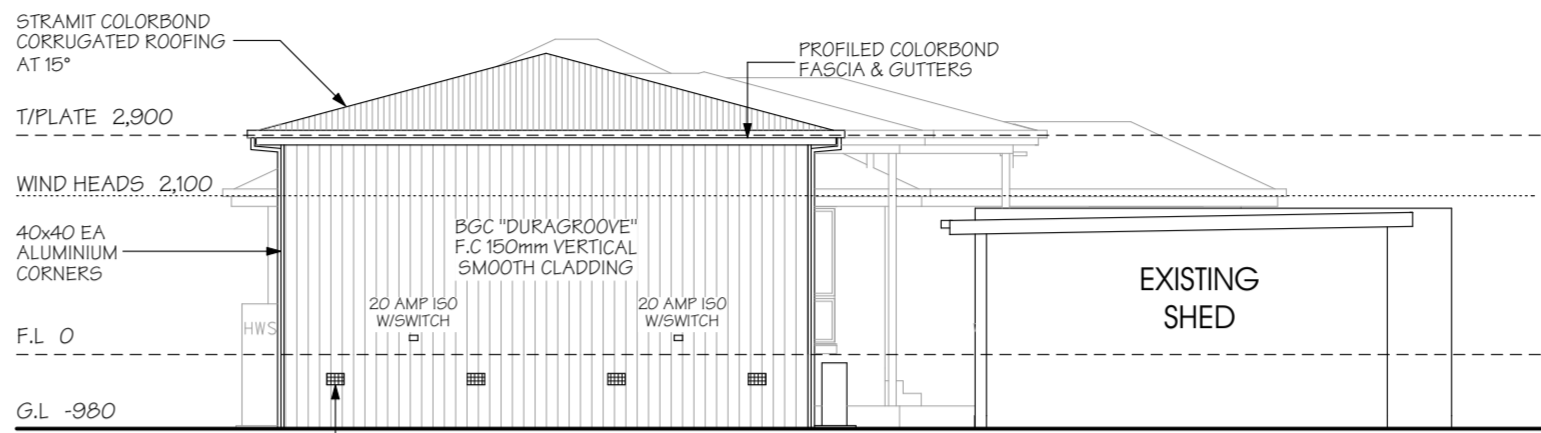 STRAMIT COLORBOND
CORRUGATED ROOFING
AT 15°
PROFILED COLORBOND
FASCIA & GUTTERS
T/PLATE 2,900
WIND HEADS 2,100
40x40 EA
ALUMINIUM
CORNERS
BGC "DURAGROOVE"
F.C 150mm VERTICAL
SMOOTH CLADDING
20 AMP ISO
W/SWITCH
20 AMP ISO
W/SWITCH
EXISTING
SHED
HWS
F.L 0
G.L -980